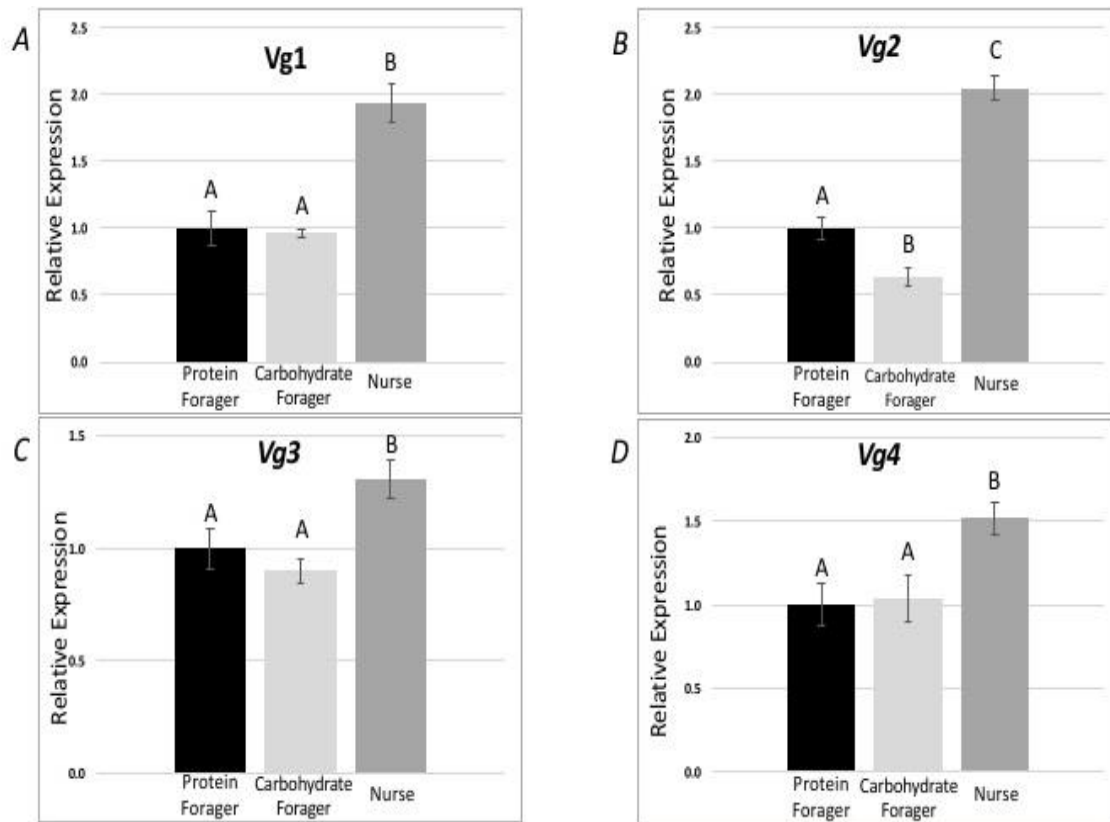 A
Vg1
Relative Expression
2.5
2.0
1.5
1.0
0.5
0.0
A
A
B
Protein
Forager
Carbohydrate
Forager
Nurse
B
Vg2
Relative Expression
2.5
2.0
1.5
1.0
0.5
0.0
A
B
C
Protein
Forager
Carbohydrate
Forager
Nurse
C
Vg3
Relative Expression
1.5
1.0
0.5
0.0
A
A
B
Protein
Forager
Carbohydrate
Forager
Nurse
D
Vg4
Relative Expression
2.0
1.5
1.0
0.5
0.0
A
A
B
Protein
Forager
Carbohydrate
Forager
Nurse